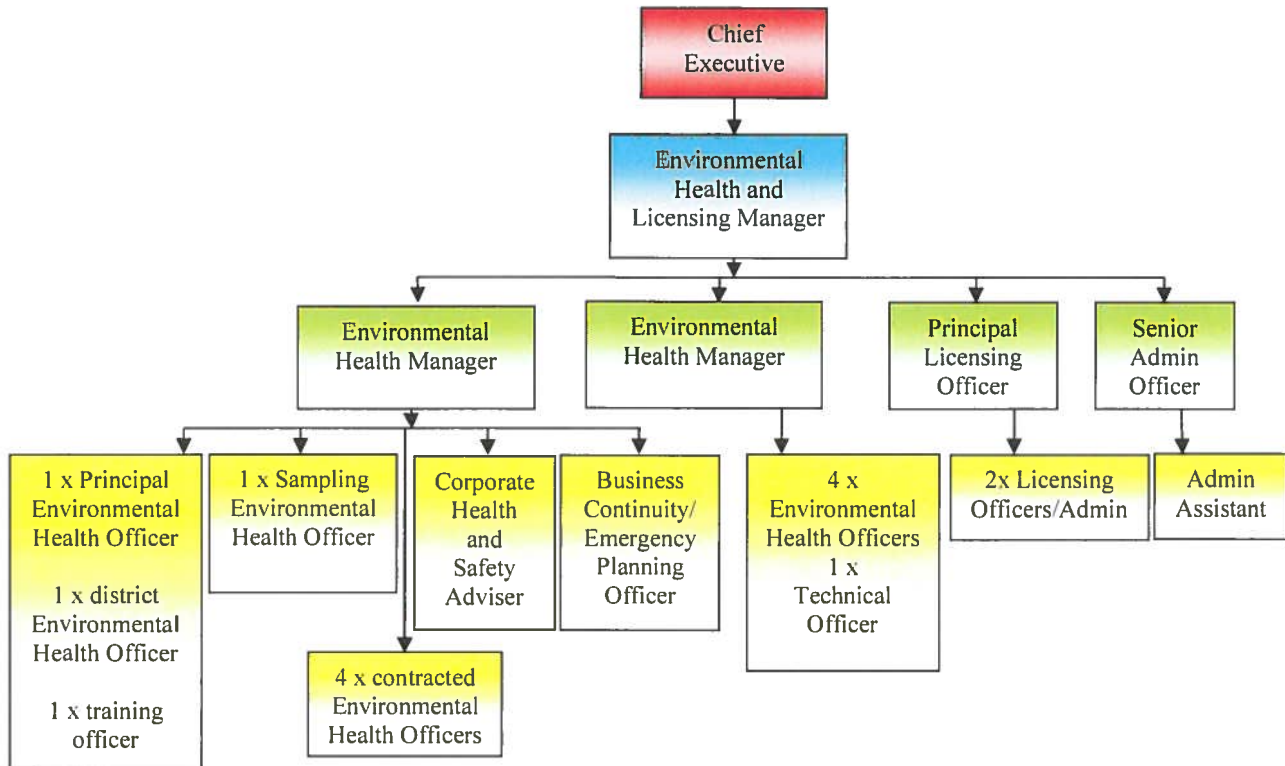 Chief
Executive
Environmental
Health and
Licensing Manager
Environmental
Health Manager
Environmental
Health Manager
Principal
Licensing
Officer
Senior
Admin
Officer
1 x Principal
Environmental
Health Officer
1 x district
Environmental
Health Officer
1 x training
officer
1 x Sampling
Environmental
Health Officer
4 x contracted
Environmental
Health Officers
Corporate
Health
and
Safety
Adviser
Business
Continuity/
Emergency
Planning
Officer
4 x
Environmental
Health Officers
1 x
Technical
Officer
2x Licensing
Officers/Admin
Admin
Assistant